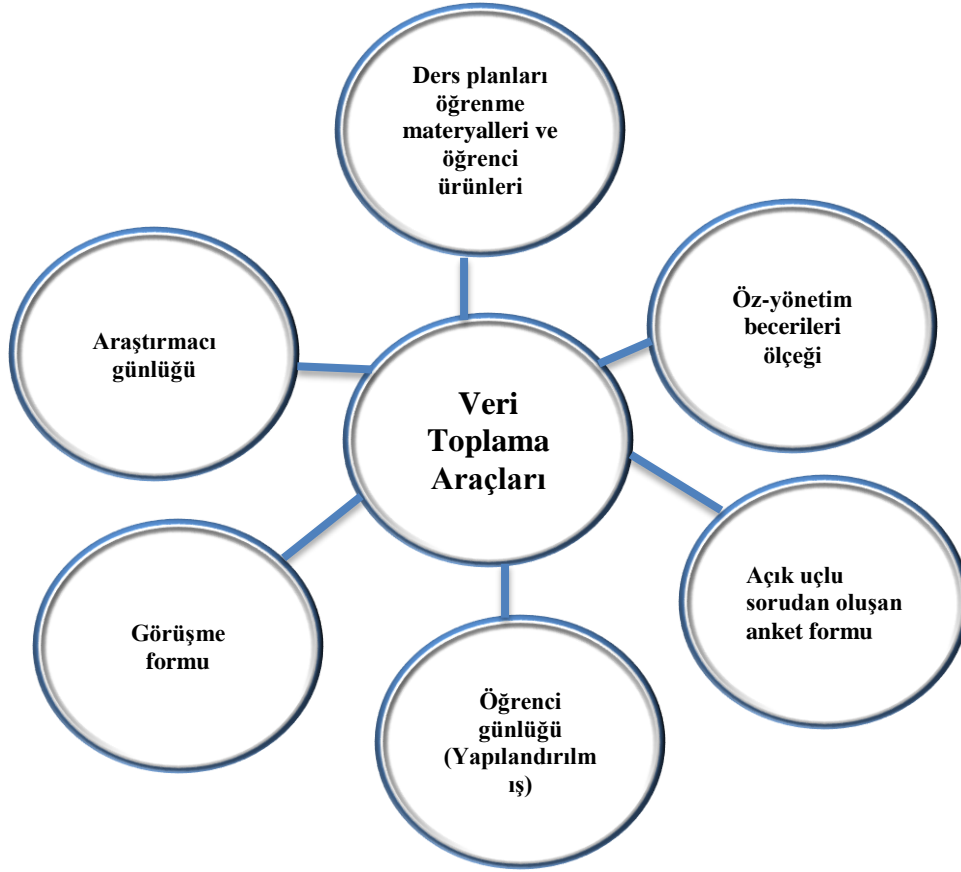 Ders planları
öğrenme
materyalleri ve
öğrenci
ürünleri
Öz-yönetim
becerileri
ölçeği
Araştırmacı
günlüğü
Veri
Toplama
Araçları
Açık uçlu
sorudan oluşan
anket formu
Görüşme
formu
Öğrenci
günlüğü
(Yapılandırılm
ış)